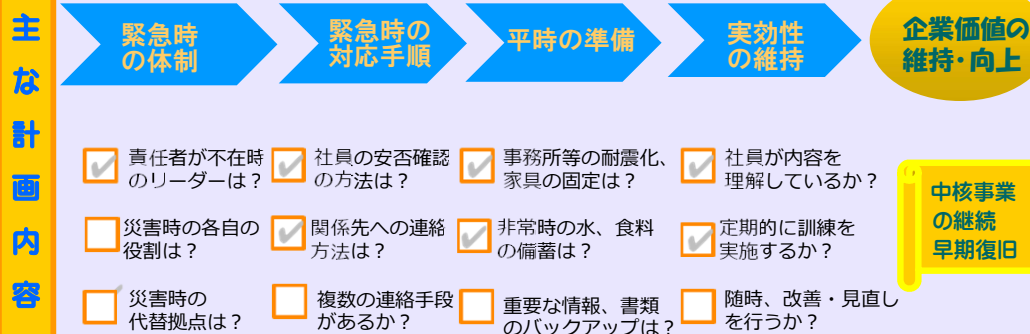 主な計画内容
緊急時
の体制
緊急時の
対応手順
平時の準備
実効性
の維持
企業価値の
維持・向上
責任者が不在時
のリーダーは？
社員の安否確認
の方法は？
事務所等の耐震化、
家具の固定は？
社員が内容を
理解しているか？
災害時の各自の
役割は？
関係先への連絡
方法は？
非常時の水、食料
の備蓄は？
定期的に訓練を
実施するか？
災害時の
代替拠点は？
複数の連絡手段
があるか？
重要な情報、書類
のバックアップは？
随時、改善・見直し
を行うか？
中核事業
の継続
早期復旧